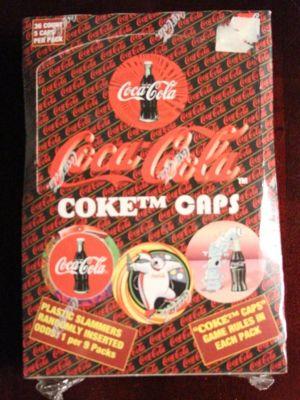 36 COUNT
5 CAPS
PER PACK
Coca-Cola
Coca-Cola™
COKE™ CAPS
Coca-Cola
PLASTIC SLAMMERS
RANDOMLY INSERTED
ODDS 1 per 9 Packs
"COKE™ CAPS"
GAME RULES IN
EACH PACK